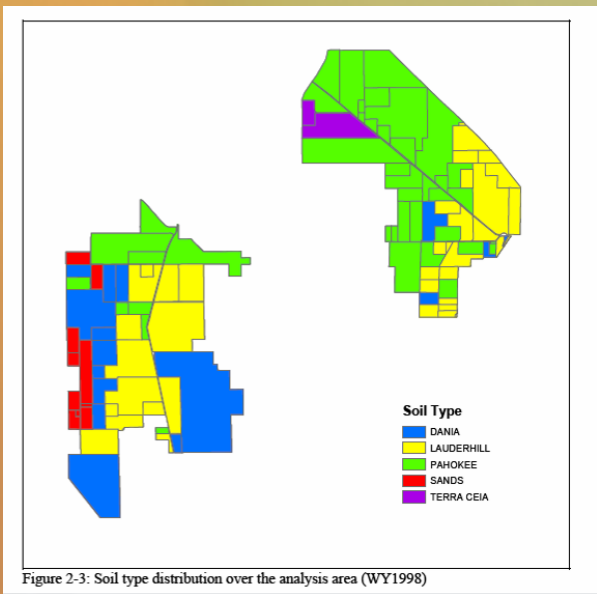 Soil Type
DANIA
LAUDERHILL
PAHOKEE
SANDS
TERRA CEIA
Figure 2-3: Soil type distribution over the analysis area (WY1998)